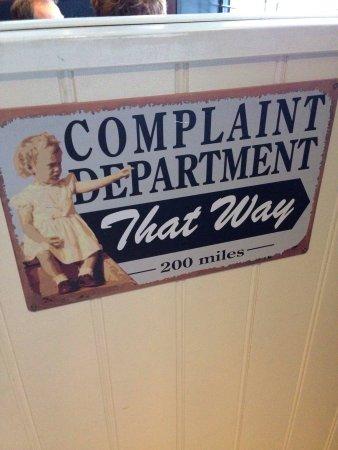 COMPLAINT
DEPARTMENT
That Way
200 miles